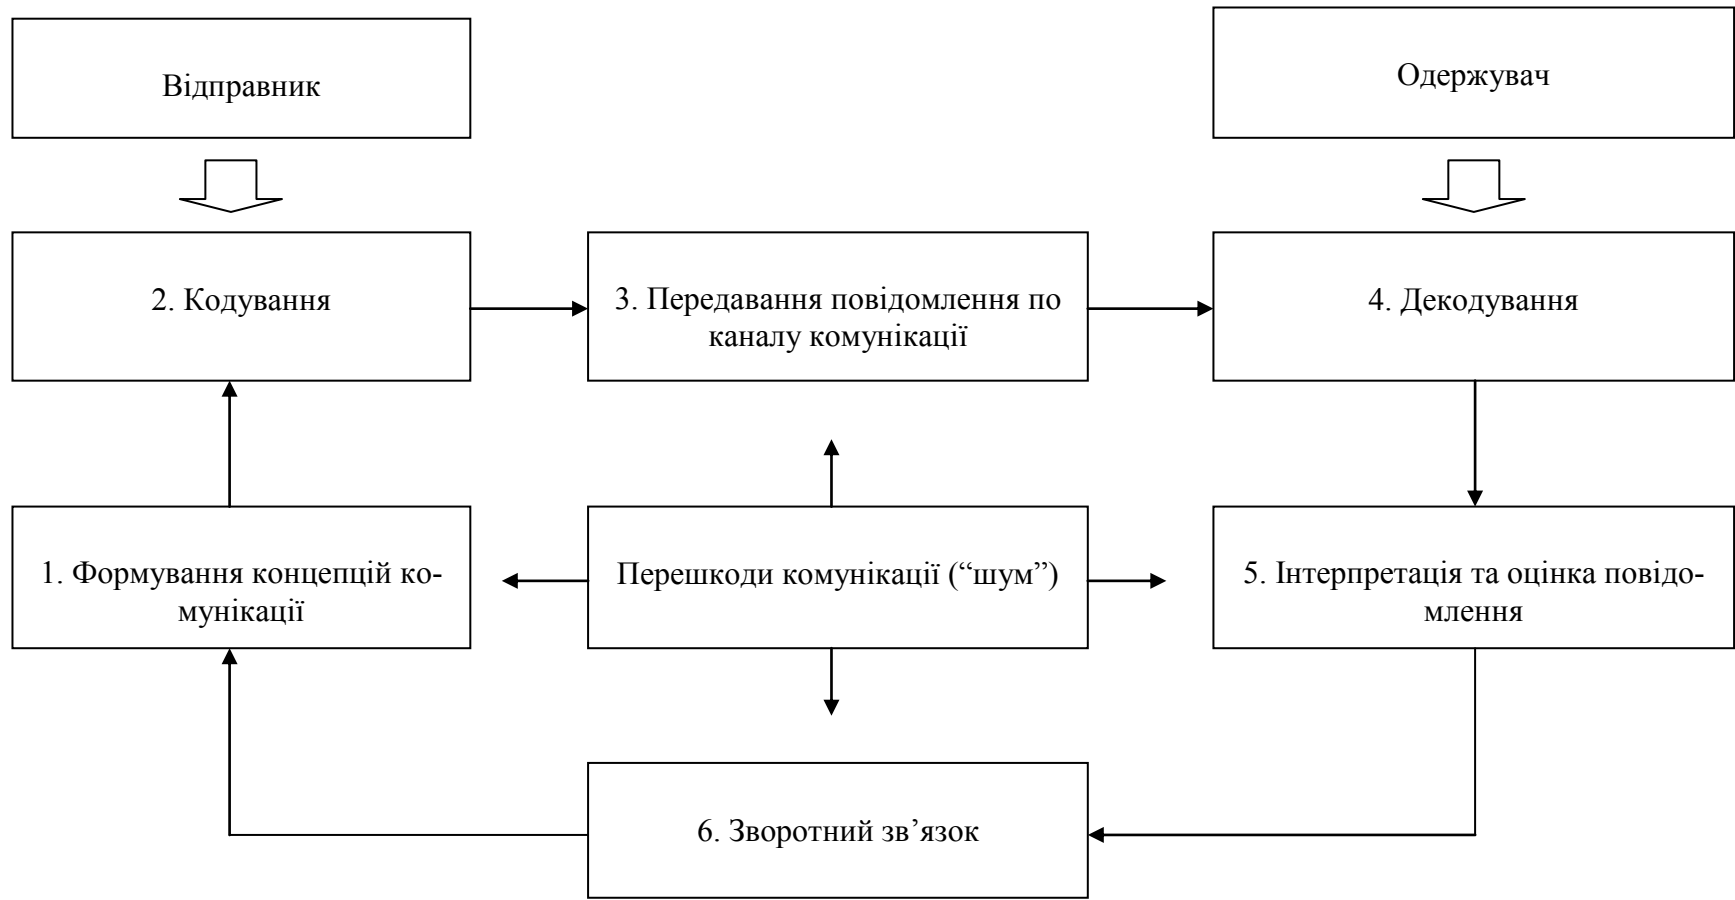 Відправник
Одержувач
2. Кодування
3. Передавання повідомлення по
каналу комунікації
4. Декодування
1. Формування концепцій ко-
мунікації
Перешкоди комунікації (“шум”)
5. Інтерпретація та оцінка повідо-
млення
6. Зворотний зв’язок